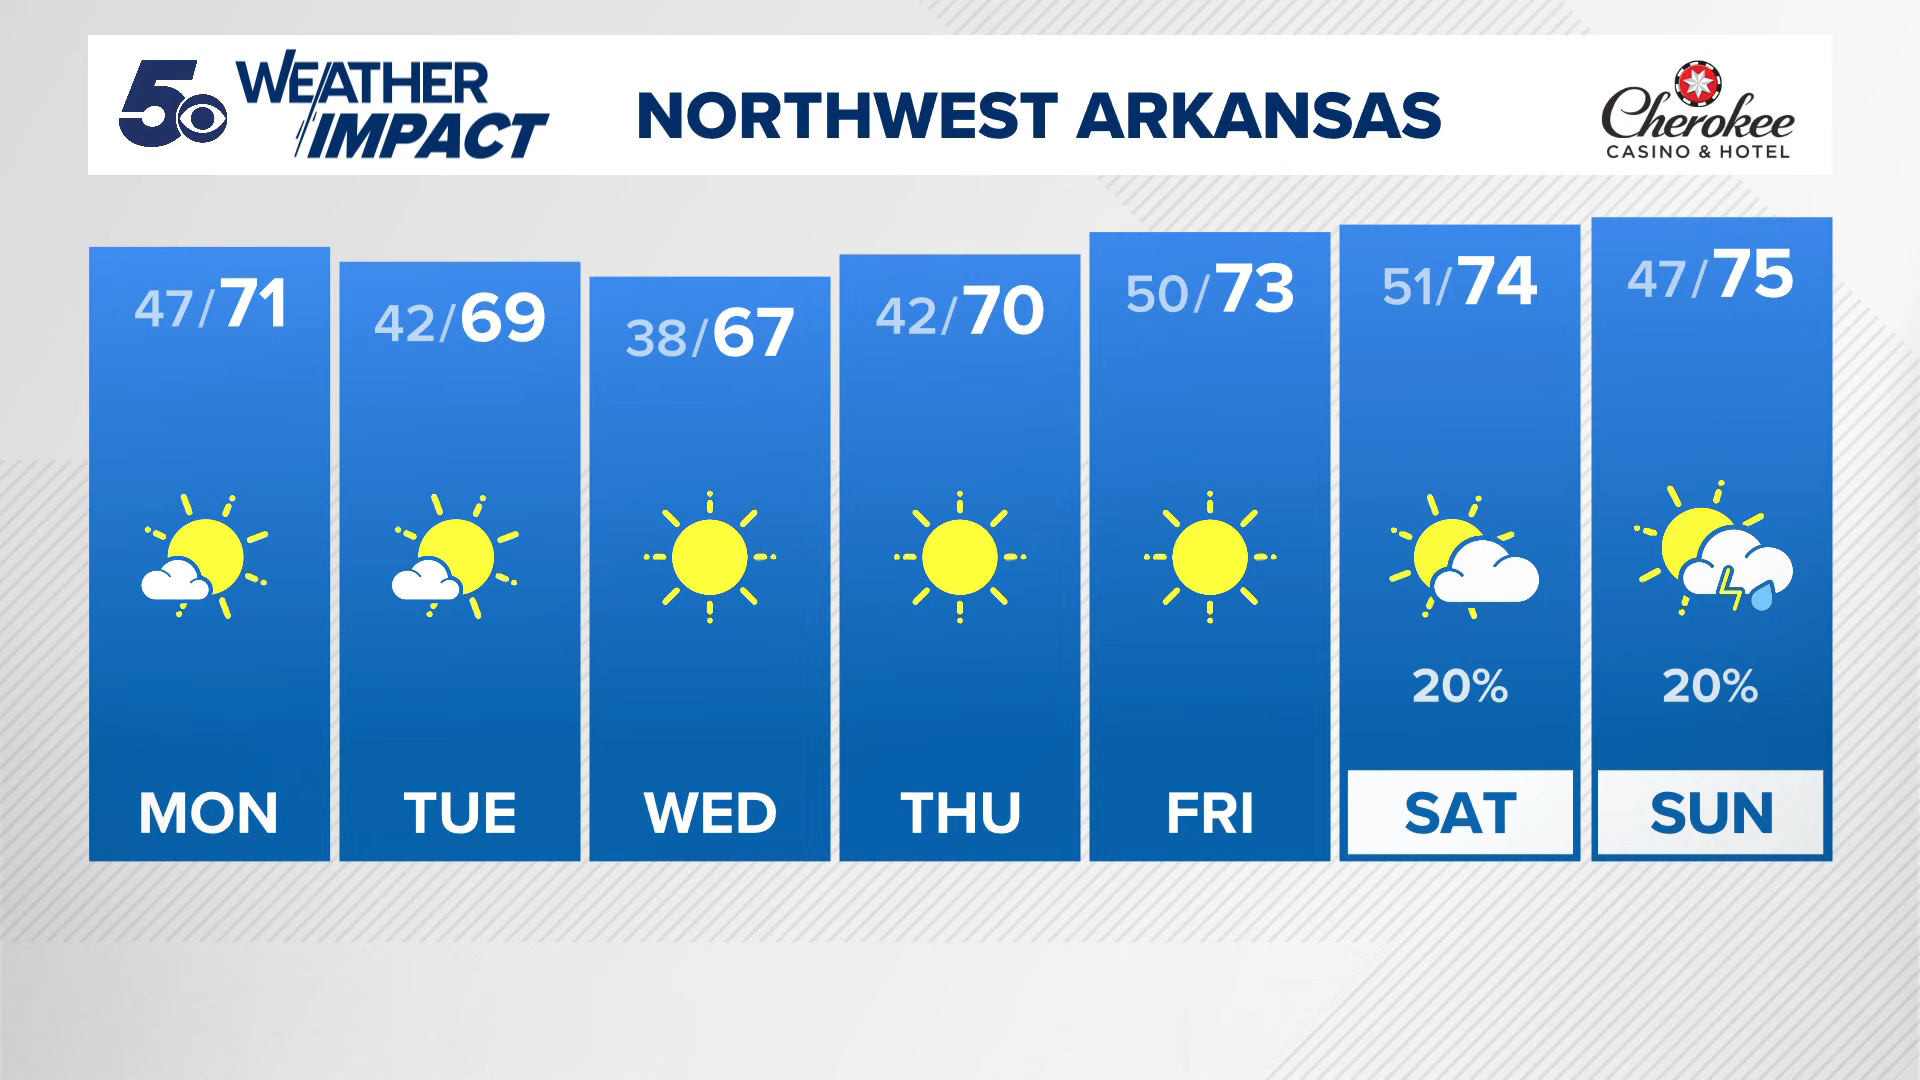 5 WEATHER IMPACT
NORTHWEST ARKANSAS
Cherokee
CASINO & HOTEL
47/71
42/69
38/67
42/70
50/73
51/74
47/75
20%
20%
MON
TUE
WED
THU
FRI
SAT
SUN